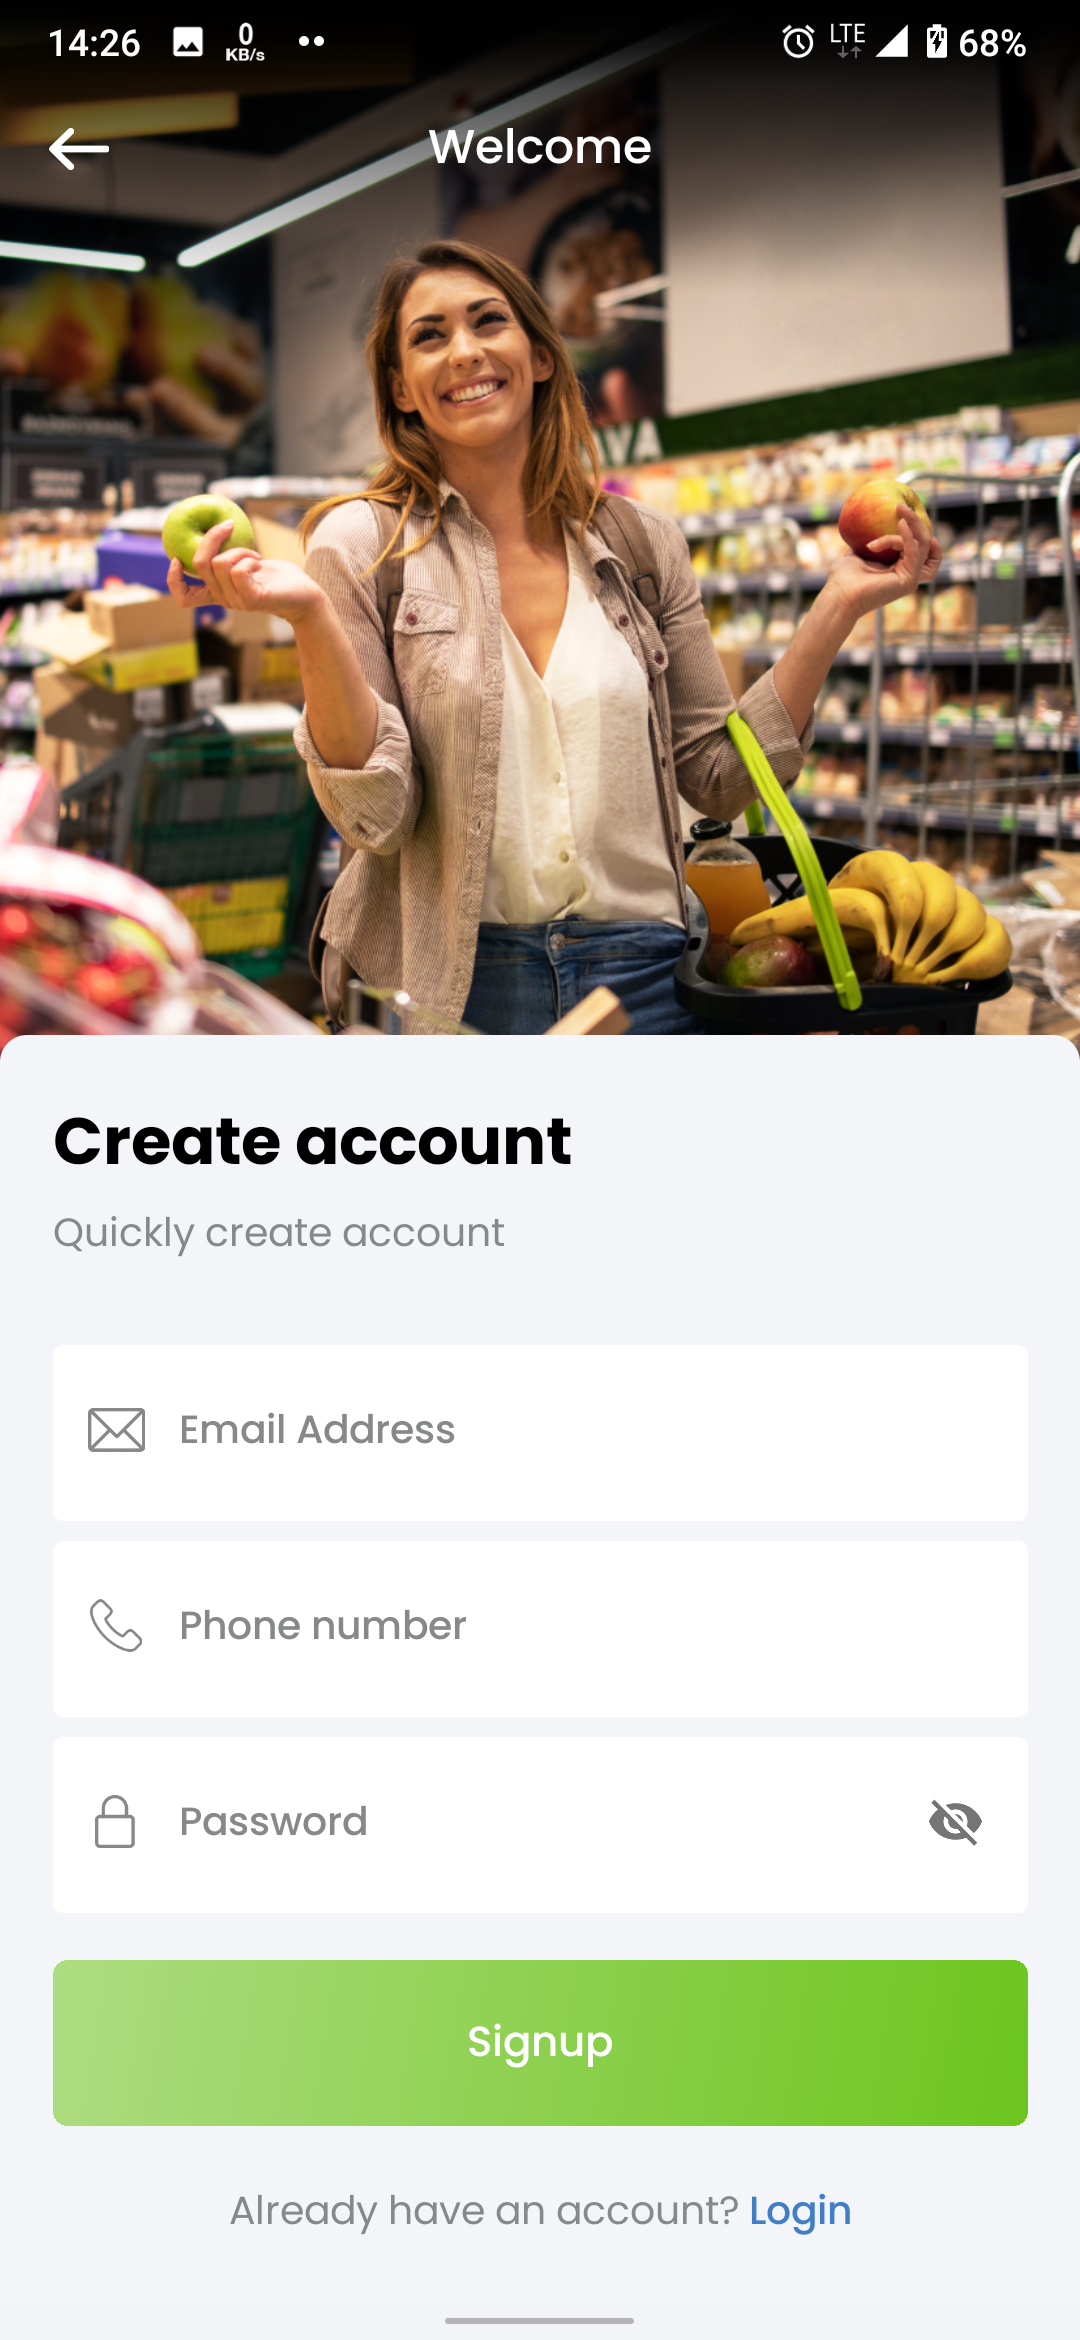 14:26 0 KB/s LTE 68%
Welcome
Create account
Quickly create account
Email Address
Phone number
Password
Signup
Already have an account? Login